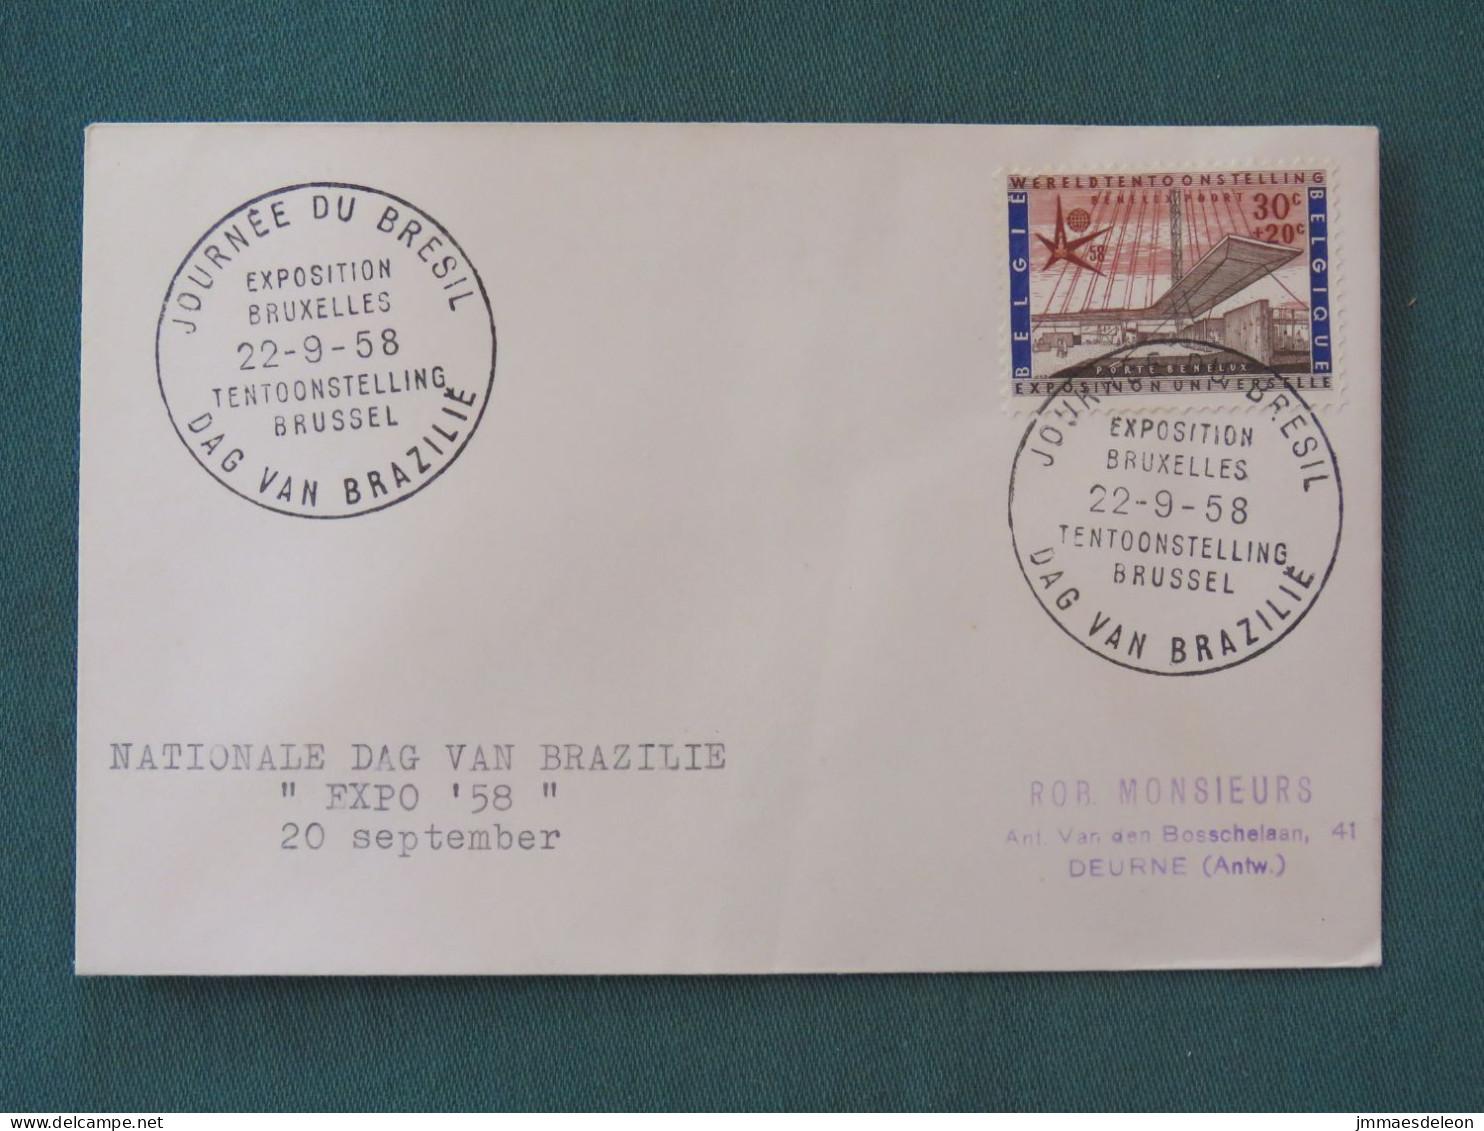 JOURNÉE DU BRESIL
EXPOSITION
BRUXELLES
22-9-58
TENTOONSTELLING
BRUSSEL
DAG VAN BRAZILIË
WERELDTENTOONSTELLING
BENELUX POORT
30c
+20c
58
BELGIE
BELGIQUE
PORTE BENELUX
EXPOSITION UNIVERSELLE
JOURNÉE DU BRESIL
EXPOSITION
BRUXELLES
22-9-58
TENTOONSTELLING
BRUSSEL
DAG VAN BRAZILIË
NATIONALE DAG VAN BRAZILIE
" EXPO '58 "
20 september
ROB. MONSIEURS
Ant. Van den Bosschelaan, 41
DEURNE (Antw.)
jmmaesdeleon